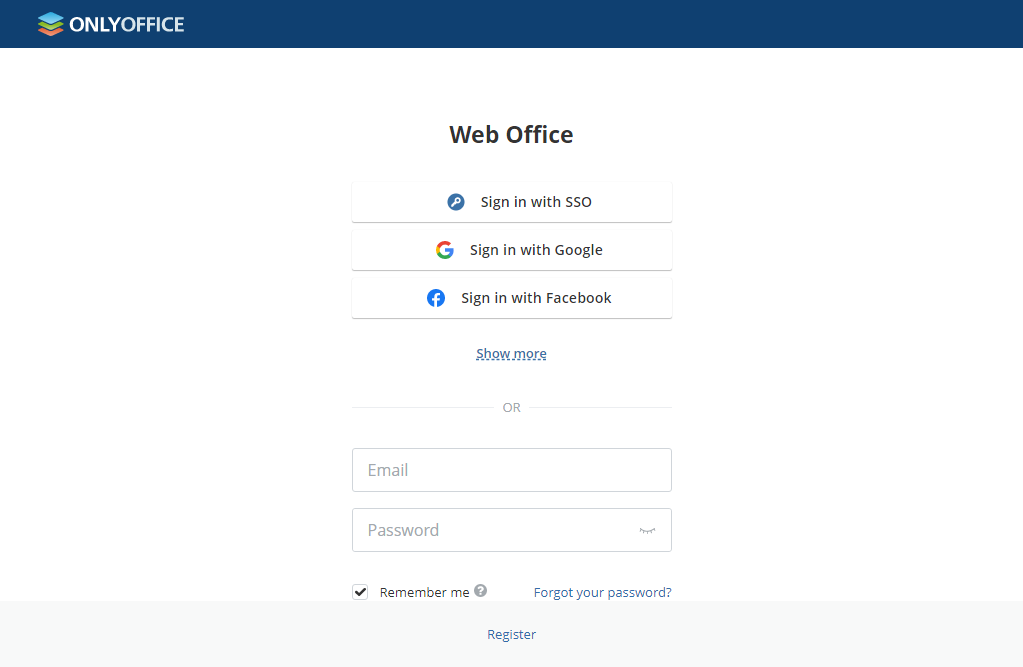 ONLYOFFICE
Web Office
Sign in with SSO
Sign in with Google
Sign in with Facebook
Show more
OR
Email
Password
Remember me ?
Forgot your password?
Register